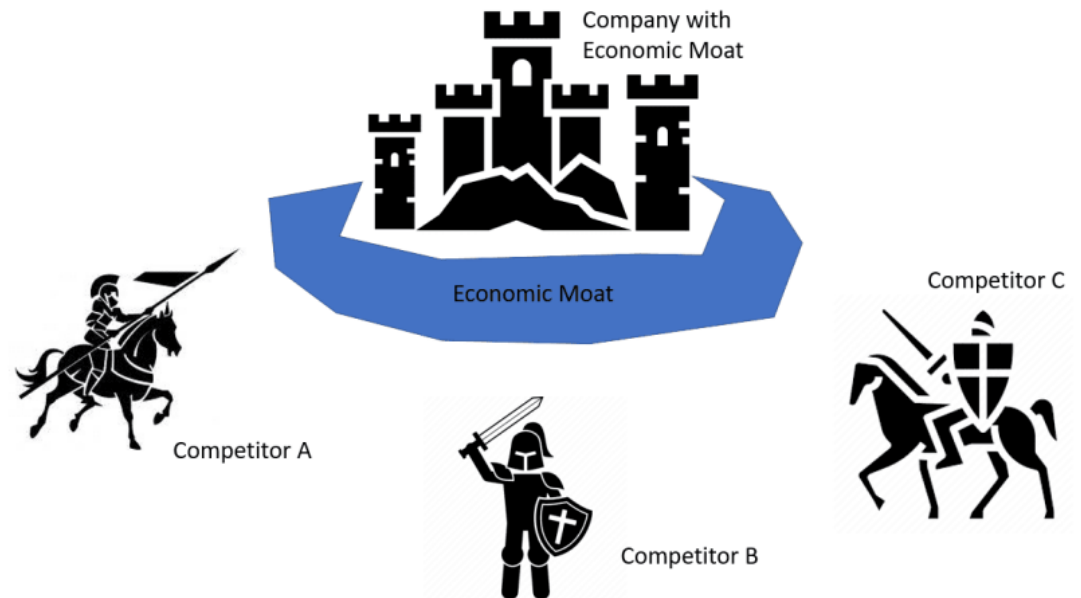 Company with
Economic Moat
Economic Moat
Competitor C
Competitor A
Competitor B